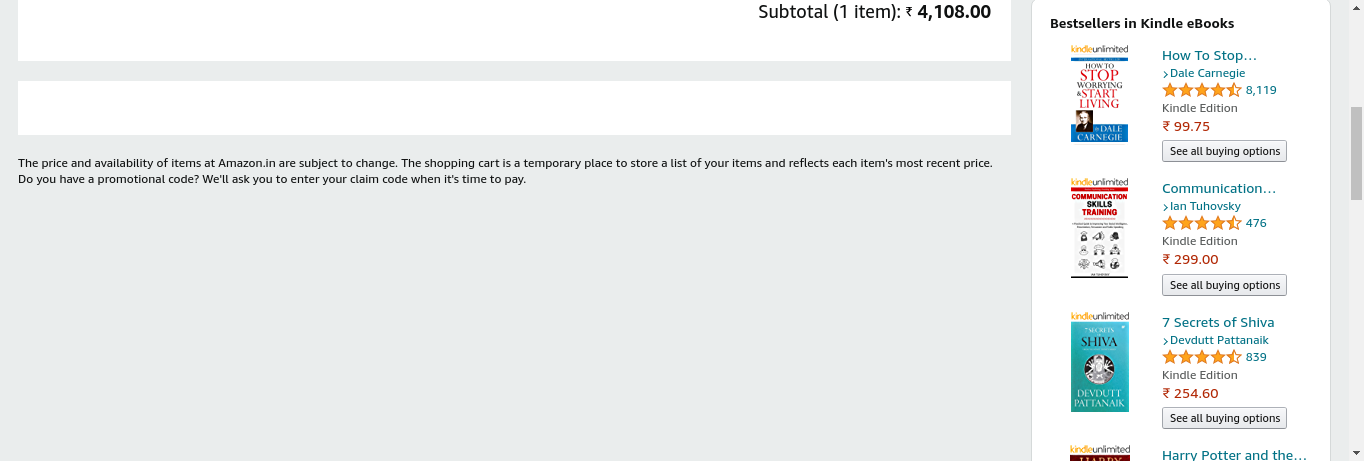 Subtotal (1 item): ₹ 4,108.00
The price and availability of items at Amazon.in are subject to change. The shopping cart is a temporary place to store a list of your items and reflects each item's most recent price.
Do you have a promotional code? We'll ask you to enter your claim code when it's time to pay.
Bestsellers in Kindle eBooks
kindleunlimited
HOW TO
STOP
WORRYING
& START
LIVING
DALE
CARNEGIE
How To Stop…
Dale Carnegie
8,119
Kindle Edition
₹ 99.75
See all buying options
kindleunlimited
COMMUNICATION
SKILLS
TRAINING
Communication…
Ian Tuhovsky
476
Kindle Edition
₹ 299.00
See all buying options
kindleunlimited
7 SECRETS
OF
SHIVA
DEVDUTT
PATTANAIK
7 Secrets of Shiva
Devdutt Pattanaik
839
Kindle Edition
₹ 254.60
See all buying options
kindleunlimited
HARRY
Harry Potter and the…